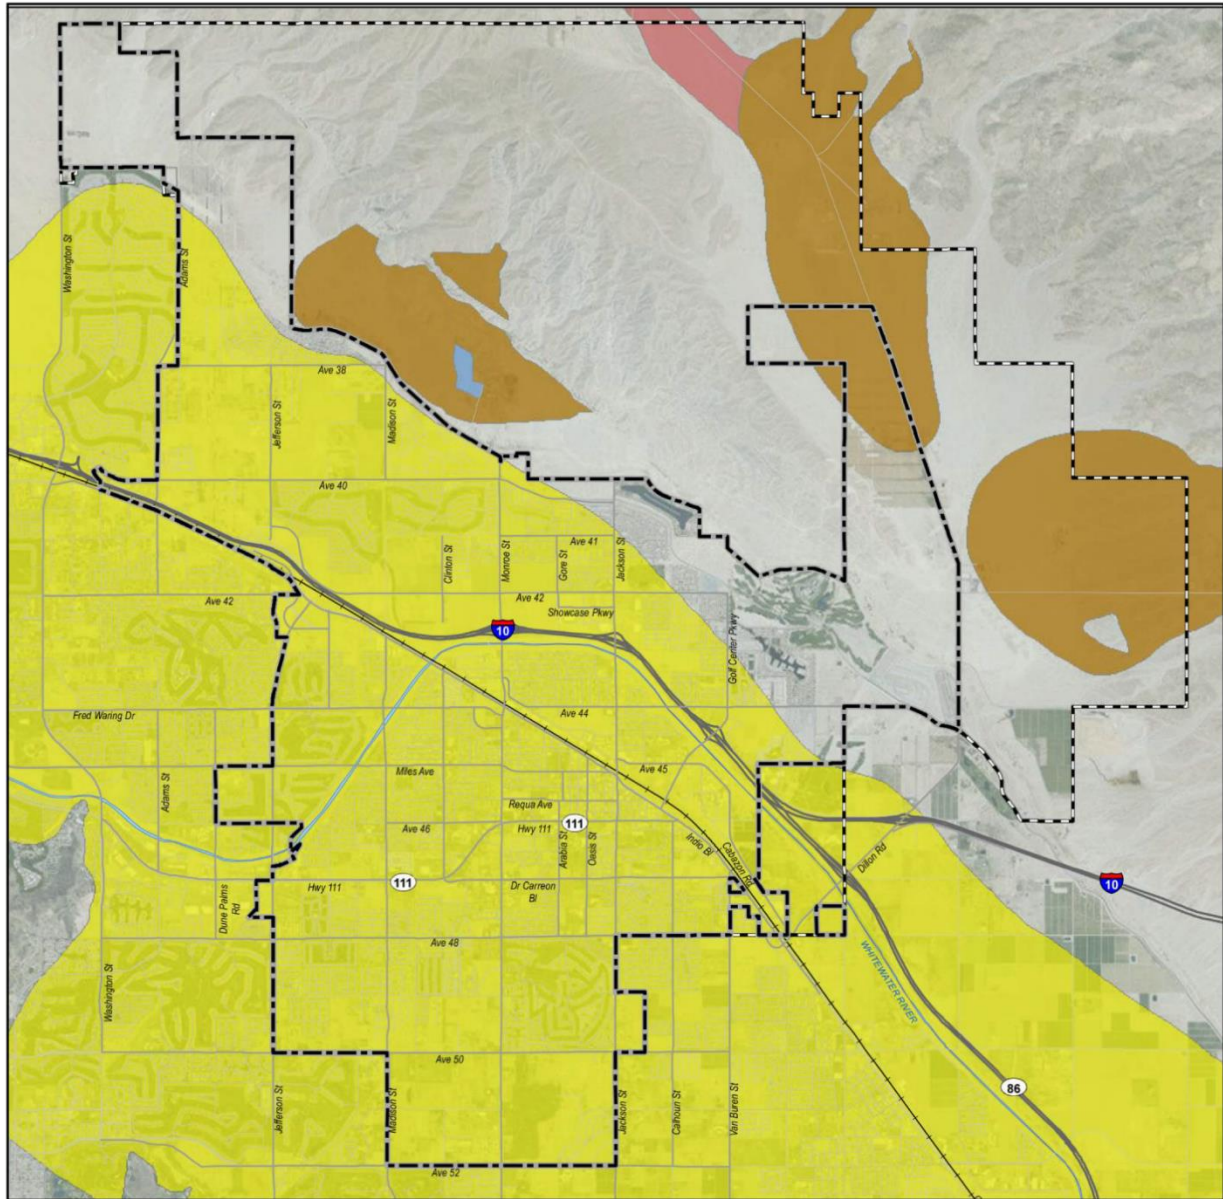 Washington St
Adams St
Ave 38
Jefferson St
Madison St
Ave 40
Clinton St
Monroe St
Gore St
Ave 41
Jackson St
Ave 42
Ave 42
Showcase Pkwy
10
Golf Center Pkwy
Fred Waring Dr
Ave 44
Adams St
Miles Ave
Ave 45
Requa Ave
Ave 46
Hwy 111
111
Arabia St
Oasis St
Indio Bl
Cabazon Rd
Dillon Rd
Dune Palms
Rd
Hwy 111
111
Dr Carreon
Bl
10
Ave 48
Washington St
WHITEWATER RIVER
Ave 50
86
Jefferson St
Madison St
Jackson St
Calhoun St
Van Buren St
Ave 52